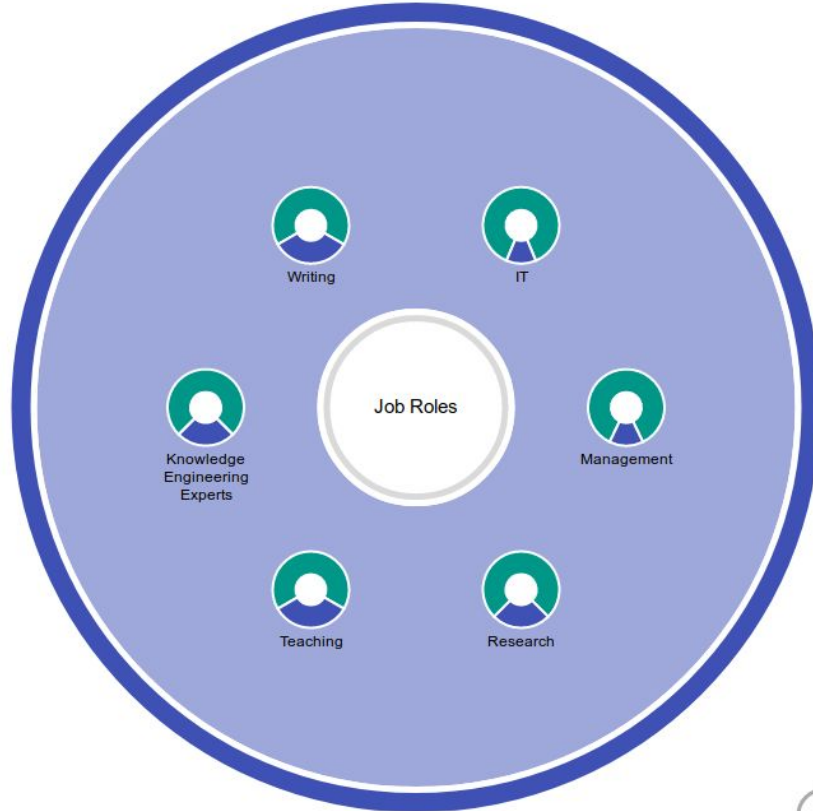 Writing
IT
Job Roles
Knowledge
Engineering
Experts
Management
Teaching
Research